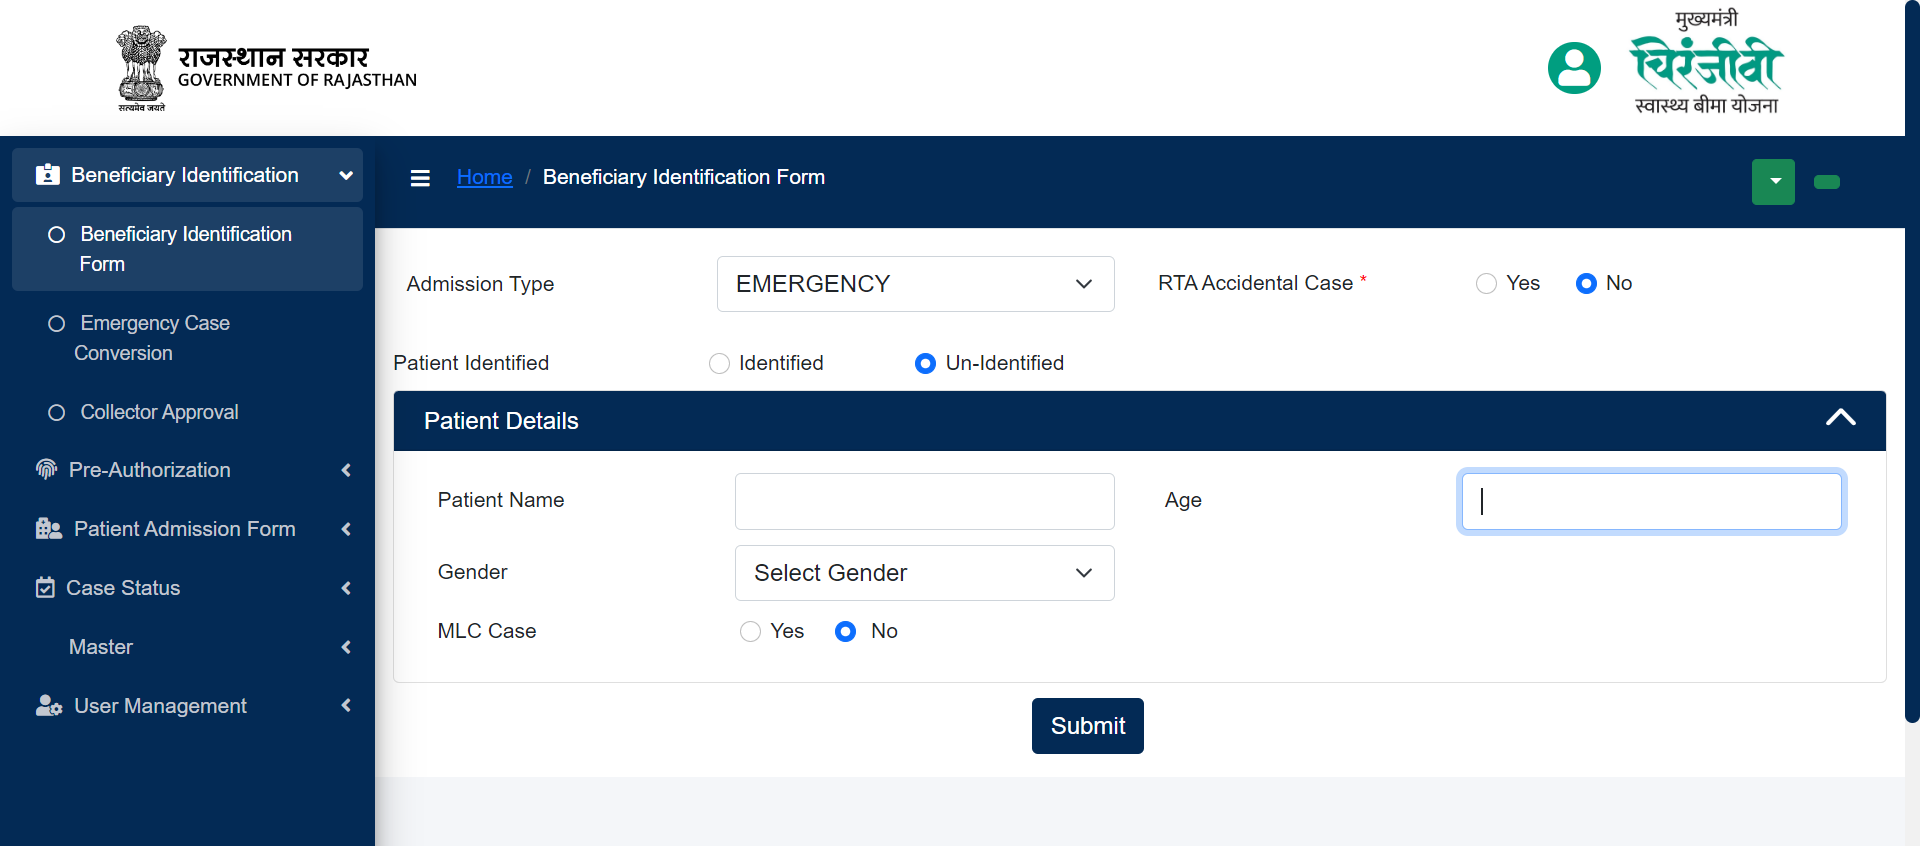 राजस्थान सरकार
GOVERNMENT OF RAJASTHAN
सत्यमेव जयते
मुख्यमंत्री
चिरंजीवी
स्वास्थ्य बीमा योजना
Beneficiary Identification
Beneficiary Identification
Form
Emergency Case
Conversion
Collector Approval
Pre-Authorization
Patient Admission Form
Case Status
Master
User Management
Home / Beneficiary Identification Form
Admission Type
EMERGENCY
RTA Accidental Case *
Yes
No
Patient Identified
Identified
Un-Identified
Patient Details
Patient Name
Age
Gender
Select Gender
MLC Case
Yes
No
Submit